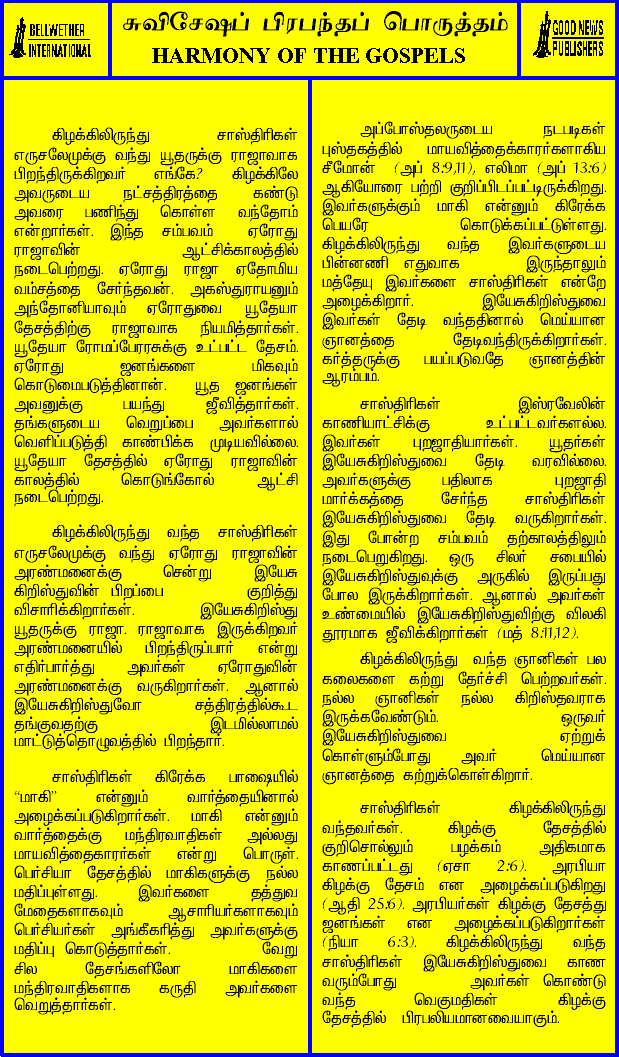 BELLWETHER
INTERNATIONAL
சுவிசேஷப் பிரபந்தப் பொருத்தம்
HARMONY OF THE GOSPELS
GOOD NEWS
PUBLISHERS
கிழக்கிலிருந்து சாஸ்திரிகள்
எருசலேமுக்கு வந்து யூதருக்கு ராஜாவாக
பிறந்திருக்கிறவர் எங்கே? கிழக்கிலே
அவருடைய நட்சத்திரத்தை கண்டு
அவரை பணிந்து கொள்ள வந்தோம்
என்றார்கள். இந்த சம்பவம் ஏரோது
ராஜாவின் ஆட்சிக்காலத்தில்
நடைபெற்றது. ஏரோது ராஜா ஏதோமிய
வம்சத்தை சேர்ந்தவன். அகஸ்துராயனும்
அந்தோனியாவும் ஏரோதுவை யூதேயா
தேசத்திற்கு ராஜாவாக நியமித்தார்கள்.
யூதேயா ரோமப்பேரரசுக்கு உட்பட்ட தேசம்.
ஏரோது ஜனங்களை மிகவும்
கொடுமைபடுத்தினான். யூத ஜனங்கள்
அவனுக்கு பயந்து ஜீவித்தார்கள்.
தங்களுடைய வெறுப்பை அவர்களால்
வெளிப்படுத்தி காண்பிக்க முடியவில்லை.
யூதேயா தேசத்தில் ஏரோது ராஜாவின்
காலத்தில் கொடுங்கோல் ஆட்சி
நடைபெற்றது.
கிழக்கிலிருந்து வந்த சாஸ்திரிகள்
எருசலேமுக்கு வந்து ஏரோது ராஜாவின்
அரண்மனைக்கு சென்று இயேசு
கிறிஸ்துவின் பிறப்பை குறித்து
விசாரிக்கிறார்கள். இயேசுகிறிஸ்து
யூதருக்கு ராஜா. ராஜாவாக இருக்கிறவர்
அரண்மனையில் பிறந்திருப்பார் என்று
எதிர்பார்த்து அவர்கள் ஏரோதுவின்
அரண்மனைக்கு வருகிறார்கள். ஆனால்
இயேசுகிறிஸ்துவோ சத்திரத்தில்கூட
தங்குவதற்கு இடமில்லாமல்
மாட்டுத்தொழுவத்தில் பிறந்தார்.
சாஸ்திரிகள் கிரேக்க பாஷையில்
“மாகி” என்னும் வார்த்தையினால்
அழைக்கப்படுகிறார்கள். மாகி என்னும்
வார்த்தைக்கு மந்திரவாதிகள் அல்லது
மாயவித்தைகாரர்கள் என்று பொருள்.
பெர்சியா தேசத்தில் மாகிகளுக்கு நல்ல
மதிப்புள்ளது. இவர்களை தத்துவ
மேதைகளாகவும் ஆசாரியர்களாகவும்
பெர்சியர்கள் அங்கீகரித்து அவர்களுக்கு
மதிப்பு கொடுத்தார்கள். வேறு
சில தேசங்களிலோ மாகிகளை
மந்திரவாதிகளாக கருதி அவர்களை
வெறுத்தார்கள்.
அப்போஸ்தலருடைய நடபடிகள்
புஸ்தகத்தில் மாயவித்தைக்காரர்களாகிய
சீமோன் (அப் 8:9,11), எலிமா (அப் 13:6)
ஆகியோரை பற்றி குறிப்பிடப்பட்டிருக்கிறது.
இவர்களுக்கும் மாகி என்னும் கிரேக்க
பெயரே கொடுக்கப்பட்டுள்ளது.
கிழக்கிலிருந்து வந்த இவர்களுடைய
பின்னணி எதுவாக இருந்தாலும்
மத்தேயு இவர்களை சாஸ்திரிகள் என்றே
அழைக்கிறார். இயேசுகிறிஸ்துவை
இவர்கள் தேடி வந்ததினால் மெய்யான
ஞானத்தை தேடிவந்திருக்கிறார்கள்.
கர்த்தருக்கு பயப்படுவதே ஞானத்தின்
ஆரம்பம்.
சாஸ்திரிகள் இஸ்ரவேலின்
காணியாட்சிக்கு உட்பட்டவர்களல்ல.
இவர்கள் புறஜாதியார்கள். யூதர்கள்
இயேசுகிறிஸ்துவை தேடி வரவில்லை.
அவர்களுக்கு பதிலாக புறஜாதி
மார்க்கத்தை சேர்ந்த சாஸ்திரிகள்
இயேசுகிறிஸ்துவை தேடி வருகிறார்கள்.
இது போன்ற சம்பவம் தற்காலத்திலும்
நடைபெறுகிறது. ஒரு சிலர் சபையில்
இயேசுகிறிஸ்துவுக்கு அருகில் இருப்பது
போல இருக்கிறார்கள். ஆனால் அவர்கள்
உண்மையில் இயேசுகிறிஸ்துவிற்கு விலகி
தூரமாக ஜீவிக்கிறார்கள் (மத் 8:11,12).
கிழக்கிலிருந்து வந்த ஞானிகள் பல
கலைகளை கற்று தேர்ச்சி பெற்றவர்கள்.
நல்ல ஞானிகள் நல்ல கிறிஸ்தவராக
இருக்கவேண்டும். ஒருவர்
இயேசுகிறிஸ்துவை ஏற்றுக்
கொள்ளும்போது அவர் மெய்யான
ஞானத்தை கற்றுக்கொள்கிறார்.
சாஸ்திரிகள் கிழக்கிலிருந்து
வந்தவர்கள். கிழக்கு தேசத்தில்
குறிசொல்லும் பழக்கம் அதிகமாக
காணப்பட்டது (ஏசா 2:6). அரபியா
கிழக்கு தேசம் என அழைக்கப்படுகிறது
(ஆதி 25:6). அரபியர்கள் கிழக்கு தேசத்து
ஜனங்கள் என அழைக்கப்படுகிறார்கள்
(நியா 6:3). கிழக்கிலிருந்து வந்த
சாஸ்திரிகள் இயேசுகிறிஸ்துவை காண
வரும்போது அவர்கள் கொண்டு
வந்த வெகுமதிகள் கிழக்கு
தேசத்தில் பிரபலியமானவையாகும்.